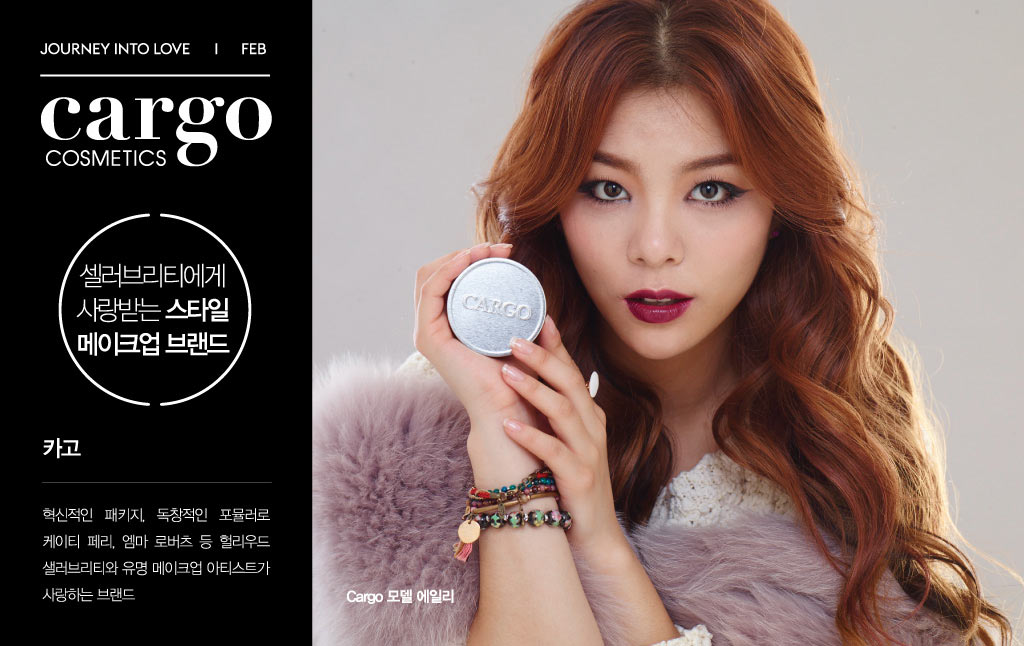 JOURNEY INTO LOVE | FEB
cargo
COSMETICS
셀러브리티에게
사랑받는 스타일
메이크업 브랜드
카고
혁신적인 패키지, 독창적인 포뮬러로
케이티 페리, 엠마 로버츠 등 헐리우드
샐러브리티와 유명 메이크업 아티스트가
사랑하는 브랜드
CARGO
Cargo 모델 에일리